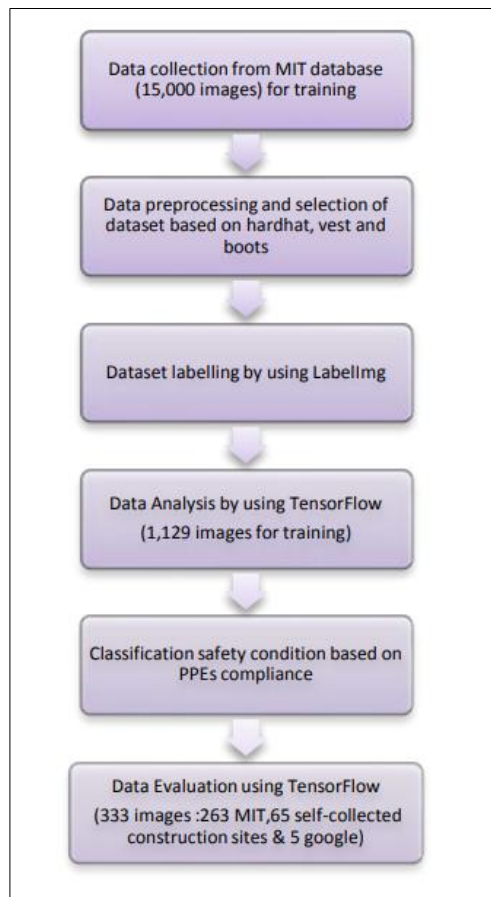 Data collection from MIT database
(15,000 images) for training
Data preprocessing and selection of
dataset based on hardhat, vest and
boots
Dataset labelling by using LabelImg
Data Analysis by using TensorFlow
(1,129 images for training)
Classification safety condition based on
PPEs compliance
Data Evaluation using TensorFlow
(333 images :263 MIT,65 self-collected
construction sites & 5 google)